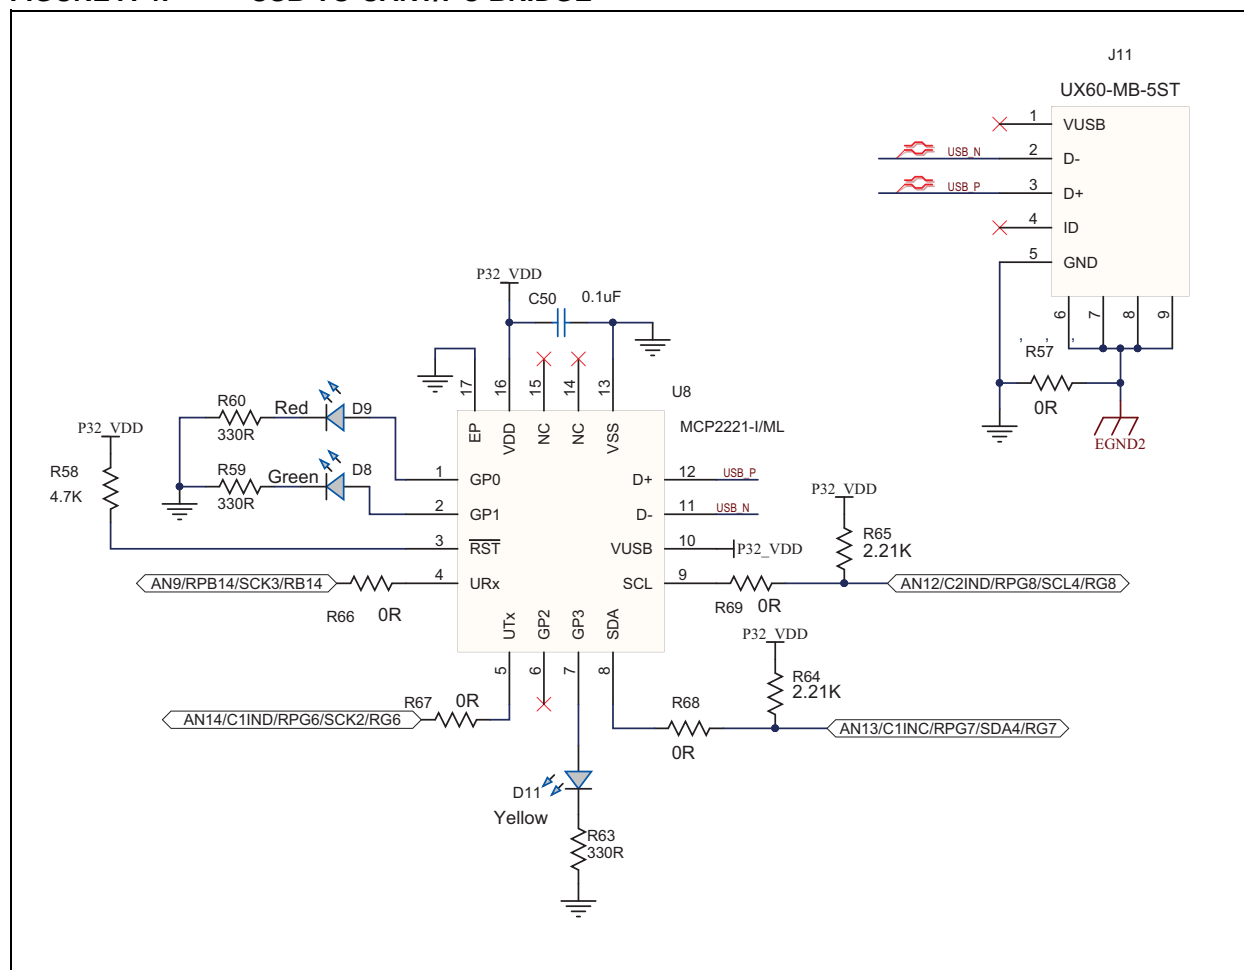 J11
UX60-MB-5ST
1 VUSB
USB_N 2 D-
USB_P 3 D+
4 ID
5 GND
6 7 8 9
, , ,
R57
0R
EGND2
P32_VDD
C50 0.1uF
17 16 15 14 13
EP VDD NC NC VSS
U8
MCP2221-I/ML
R60 Red D9
330R
P32_VDD
R58
4.7K
R59 Green D8
330R
1 GP0
2 GP1
3 RST
4 URx
D+ 12 USB_P
D- 11 USB_N
VUSB 10 P32_VDD
SCL 9
P32_VDD
R65
2.21K
AN9/RPB14/SCK3/RB14
R66 0R
R69 0R
AN12/C2IND/RPG8/SCL4/RG8
UTx GP2 GP3 SDA
5 6 7 8
P32_VDD
R64
2.21K
R67 0R
AN14/C1IND/RPG6/SCK2/RG6
R68
0R
AN13/C1INC/RPG7/SDA4/RG7
D11
Yellow
R63
330R